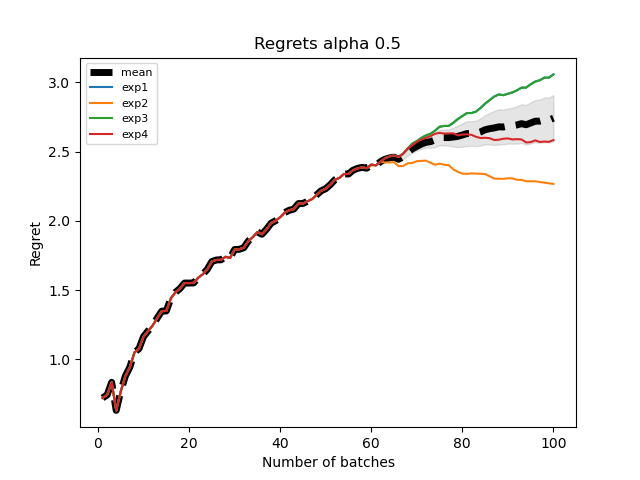 Regrets alpha 0.5
mean
exp1
exp2
exp3
exp4
3.0
2.5
2.0
1.5
1.0
Regret
0 20 40 60 80 100
Number of batches